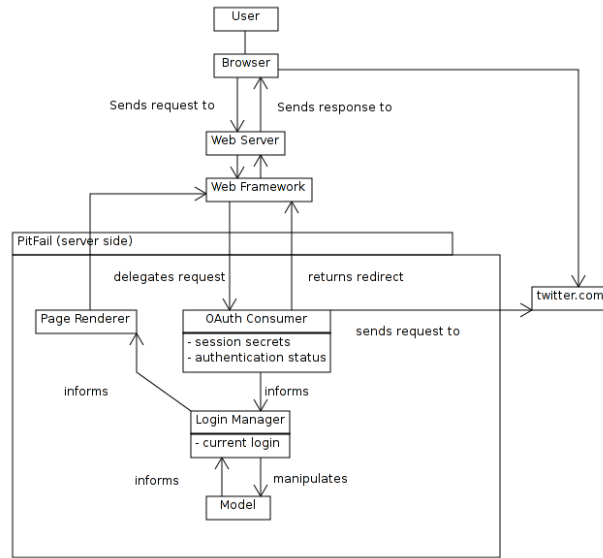 User
Browser
Sends request to
Sends response to
Web Server
Web Framework
PitFail (server side)
delegates request
returns redirect
twitter.com
Page Renderer
OAuth Consumer
sends request to
- session secrets
- authentication status
informs
informs
Login Manager
- current login
informs
manipulates
Model